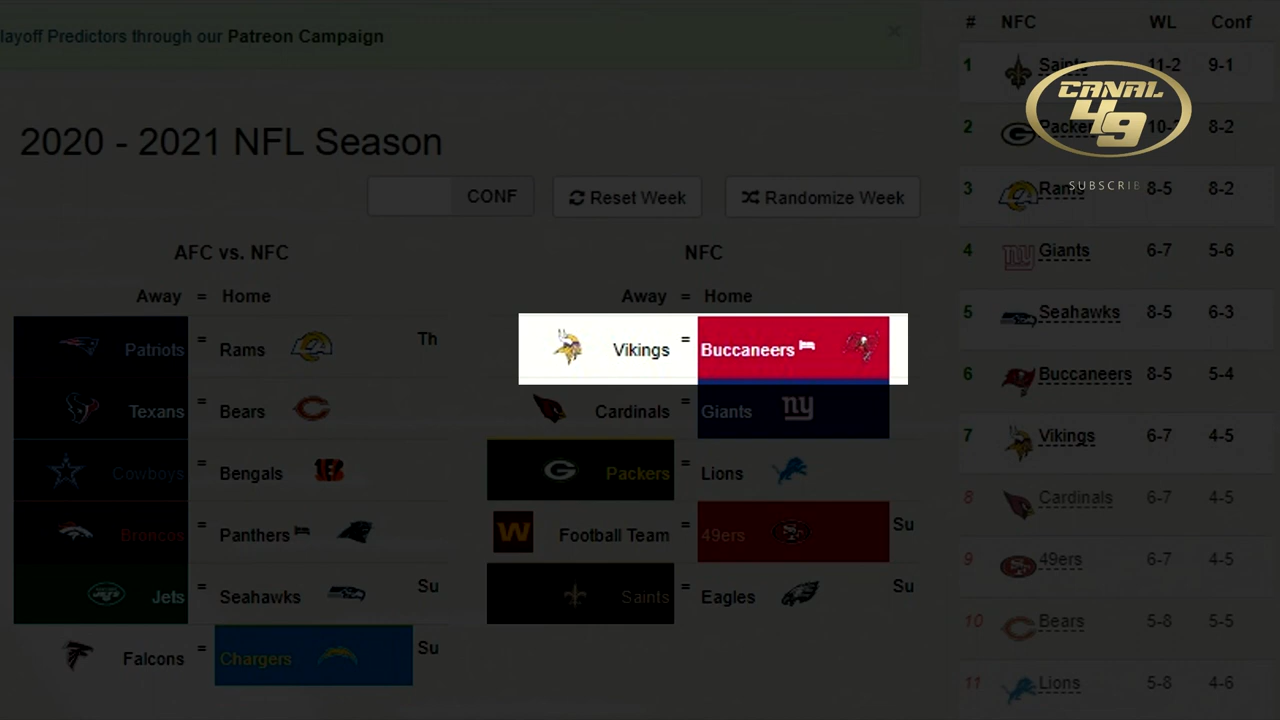 layoff Predictors through our Patreon Campaign
×
2020 - 2021 NFL Season
CONF
Reset Week
Randomize Week
AFC vs. NFC
Away = Home
Patriots = Rams Th
Texans = Bears
Cowboys = Bengals
Broncos = Panthers
Jets = Seahawks Su
Falcons = Chargers Su
NFC
Away = Home
Vikings = Buccaneers
Cardinals = Giants ny
G Packers = Lions
W Football Team = 49ers Su
Saints = Eagles Su
# NFC WL Conf
1 Saints 11-2 9-1
2 G 10- 8-2
3 Rams 8-5 8-2
4 ny Giants 6-7 5-6
5 Seahawks 8-5 6-3
6 Buccaneers 8-5 5-4
7 Vikings 6-7 4-5
8 Cardinals 6-7 4-5
9 49ers 6-7 4-5
10 Bears 5-8 5-5
11 Lions 5-8 4-6
CANAL
49
SUBSCRIB